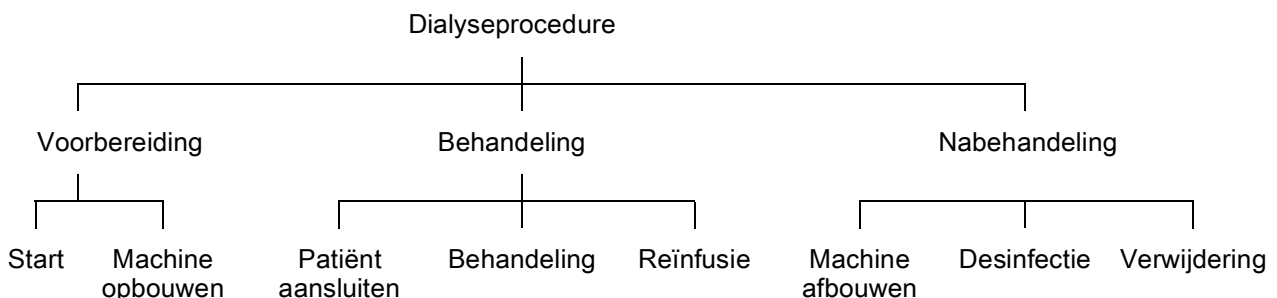 Dialyseprocedure
Voorbereiding Behandeling Nabehandeling
Start Machine Patiënt Behandeling Reïnfusie Machine Desinfectie Verwijdering
opbouwen aansluiten afbouwen